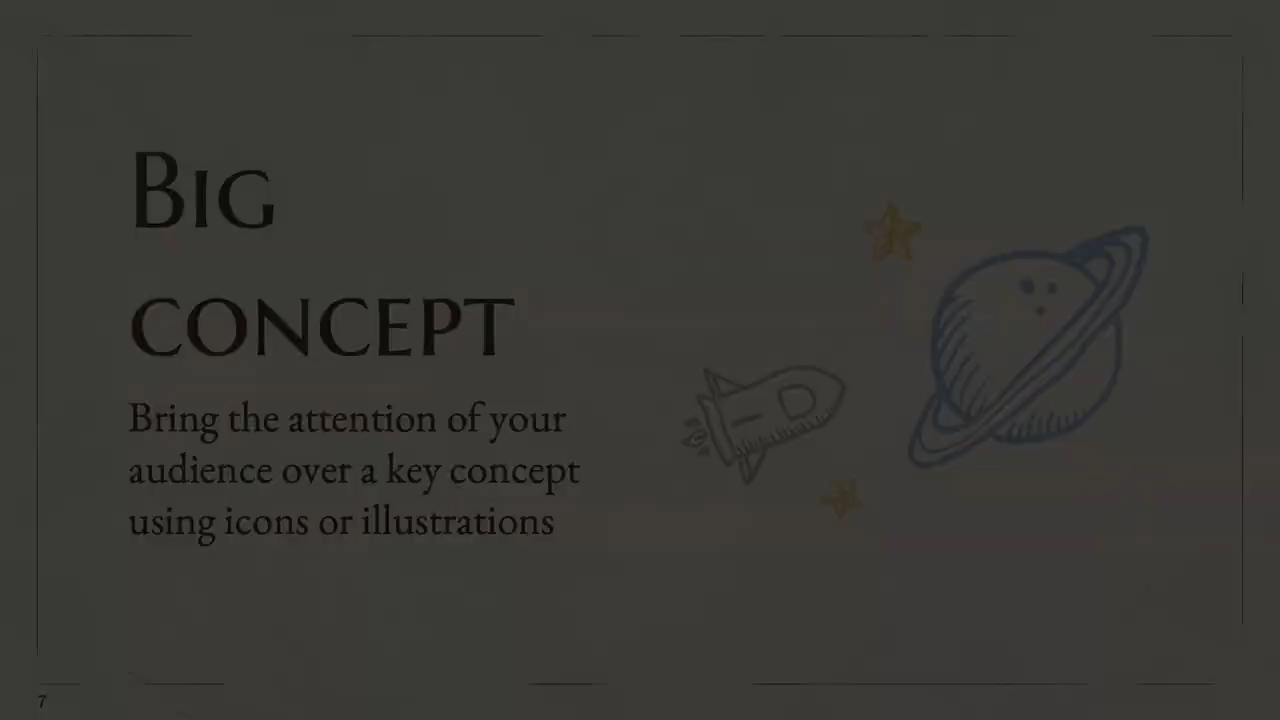 Big
concept
Bring the attention of your
audience over a key concept
using icons or illustrations
7